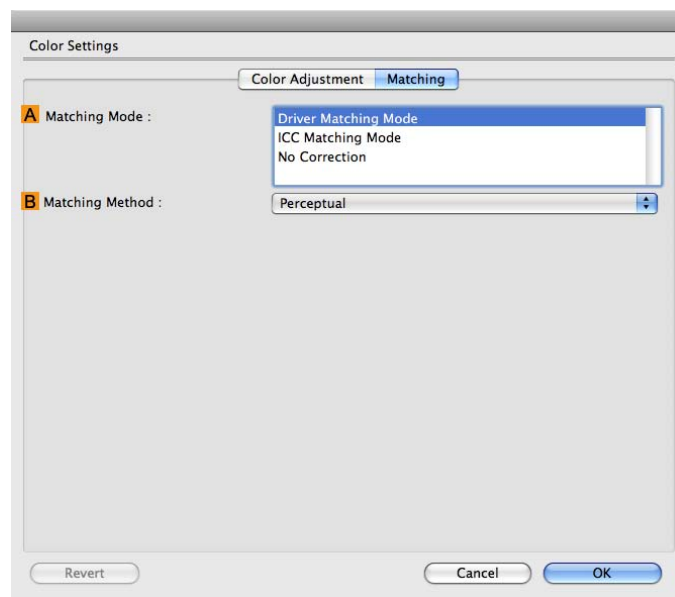 Color Settings
Color Adjustment Matching
A Matching Mode : Driver Matching Mode
ICC Matching Mode
No Correction
B Matching Method : Perceptual
Revert Cancel OK